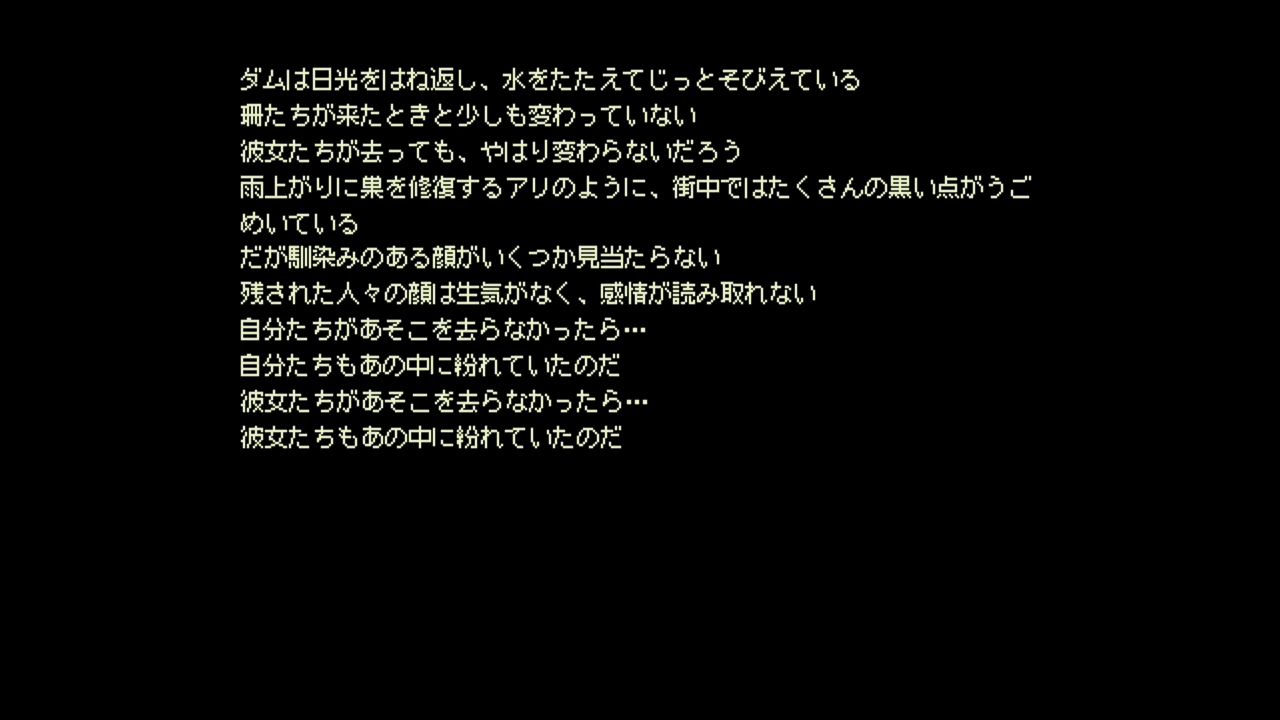 ダムは日光をはね返し、水をたたえてじっとそびえている
珊たちが来たときと少しも変わっていない
彼女たちが去っても、やはり変わらないだろう
雨上がりに巣を修復するアリのように、街中ではたくさんの黒い点がうご
めいている
だが馴染みのある顔がいくつか見当たらない
残された人々の顔は生気がなく、感情が読み取れない
自分たちがあそこを去らなかったら…
自分たちもあの中に紛れていたのだ
彼女たちがあそこを去らなかったら…
彼女たちもあの中に紛れていたのだ